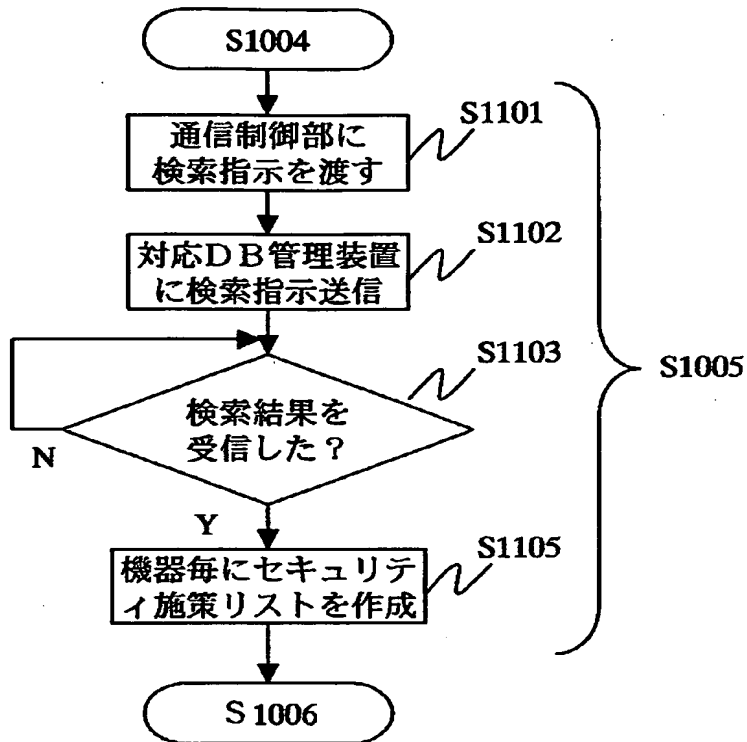 S1004
通信制御部に
検索指示を渡す
S1101
対応DB管理装置
に検索指示送信
S1102
検索結果を
受信した?
S1103
S1005
N
Y
機器毎にセキュリテ
ィ施策リストを作成
S1105
S1006